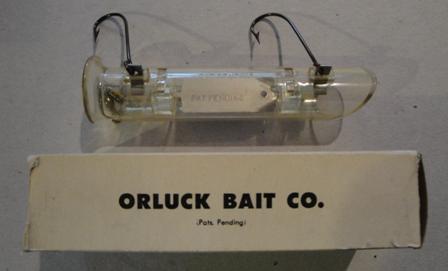 PAT. PENDING
ORLUCK BAIT CO.
(Pats. Pending)